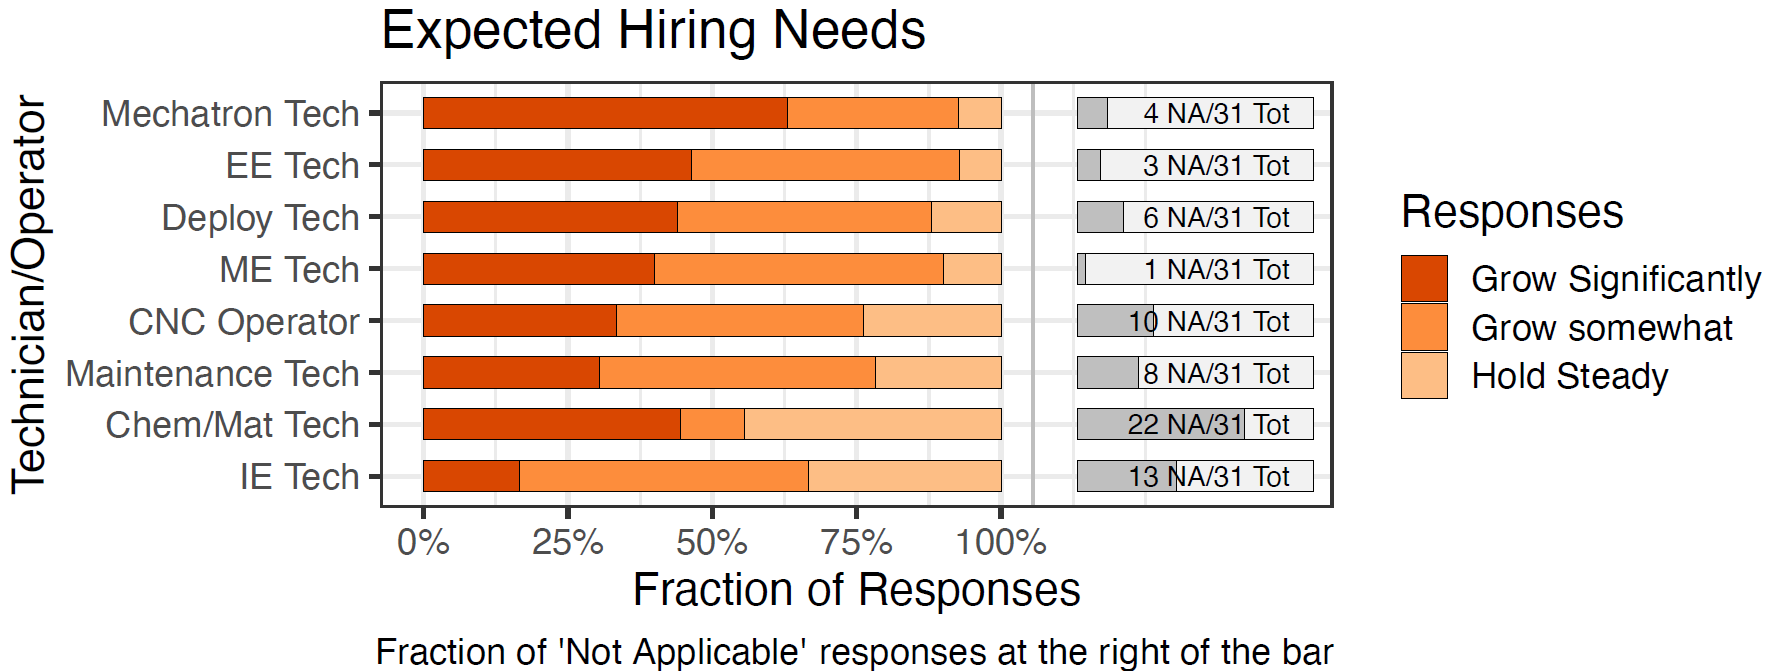 Expected Hiring Needs
Technician/Operator
Mechatron Tech
4 NA/31 Tot
EE Tech
3 NA/31 Tot
Deploy Tech
6 NA/31 Tot
ME Tech
1 NA/31 Tot
CNC Operator
10 NA/31 Tot
Maintenance Tech
8 NA/31 Tot
Chem/Mat Tech
22 NA/31 Tot
IE Tech
13 NA/31 Tot
0% 25% 50% 75% 100%
Fraction of Responses
Fraction of 'Not Applicable' responses at the right of the bar
Responses
Grow Significantly
Grow somewhat
Hold Steady